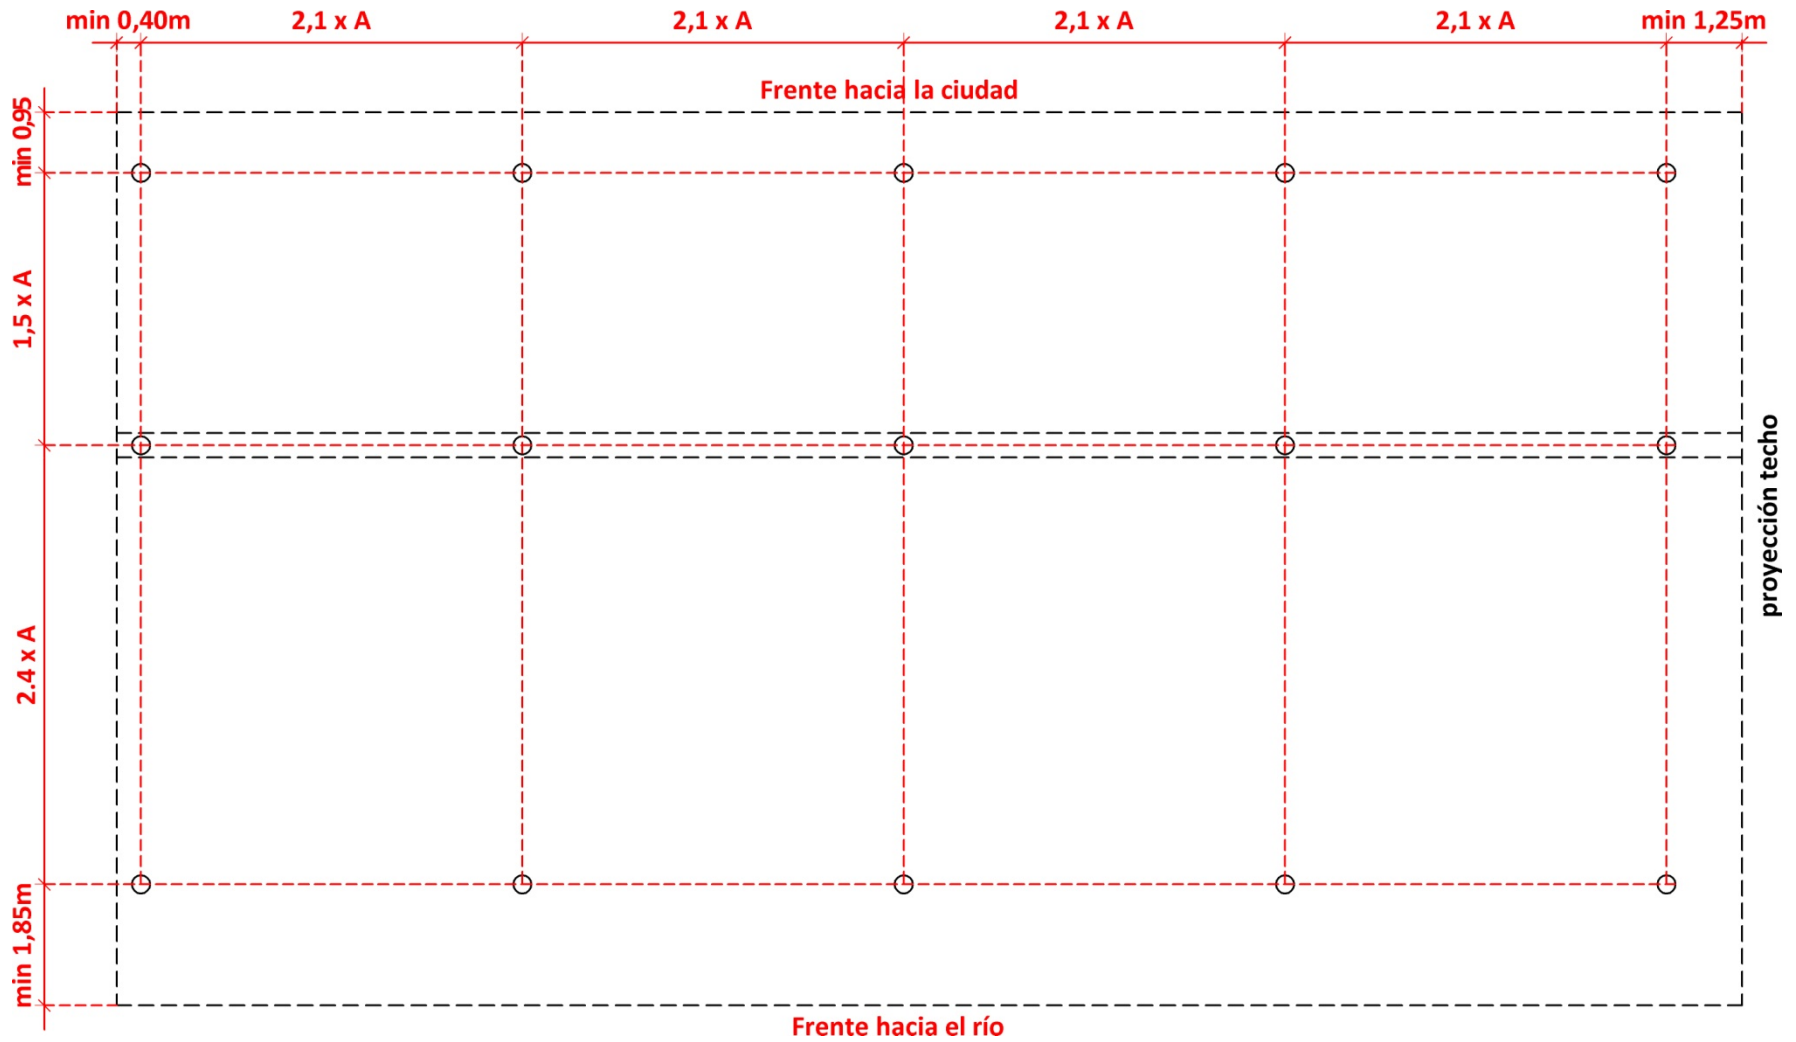 min 0,40m
2,1 x A
2,1 x A
2,1 x A
2,1 x A
min 1,25m
Frente hacia la ciudad
min 0,95
1,5 x A
2.4 x A
min 1,85m
proyección techo
Frente hacia el río